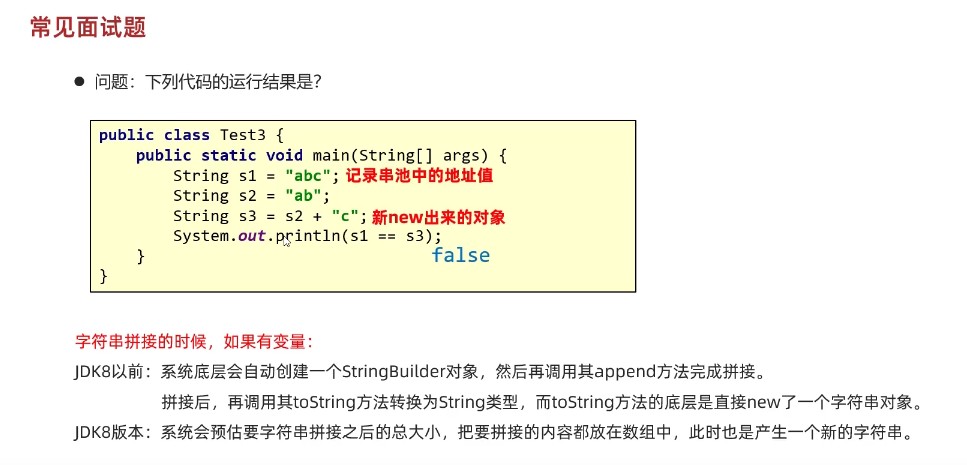 常见面试题
● 问题：下列代码的运行结果是？
public class Test3 {
    public static void main(String[] args) {
        String s1 = "abc"; 记录串池中的地址值
        String s2 = "ab";
        String s3 = s2 + "c"; 新new出来的对象
        System.out.println(s1 == s3);
    }                               false
}
字符串拼接的时候，如果有变量：
JDK8以前：系统底层会自动创建一个StringBuilder对象，然后再调用其append方法完成拼接。
拼接后，再调用其toString方法转换为String类型，而toString方法的底层是直接new了一个字符串对象。
JDK8版本：系统会预估要字符串拼接之后的总大小，把要拼接的内容都放在数组中，此时也是产生一个新的字符串。